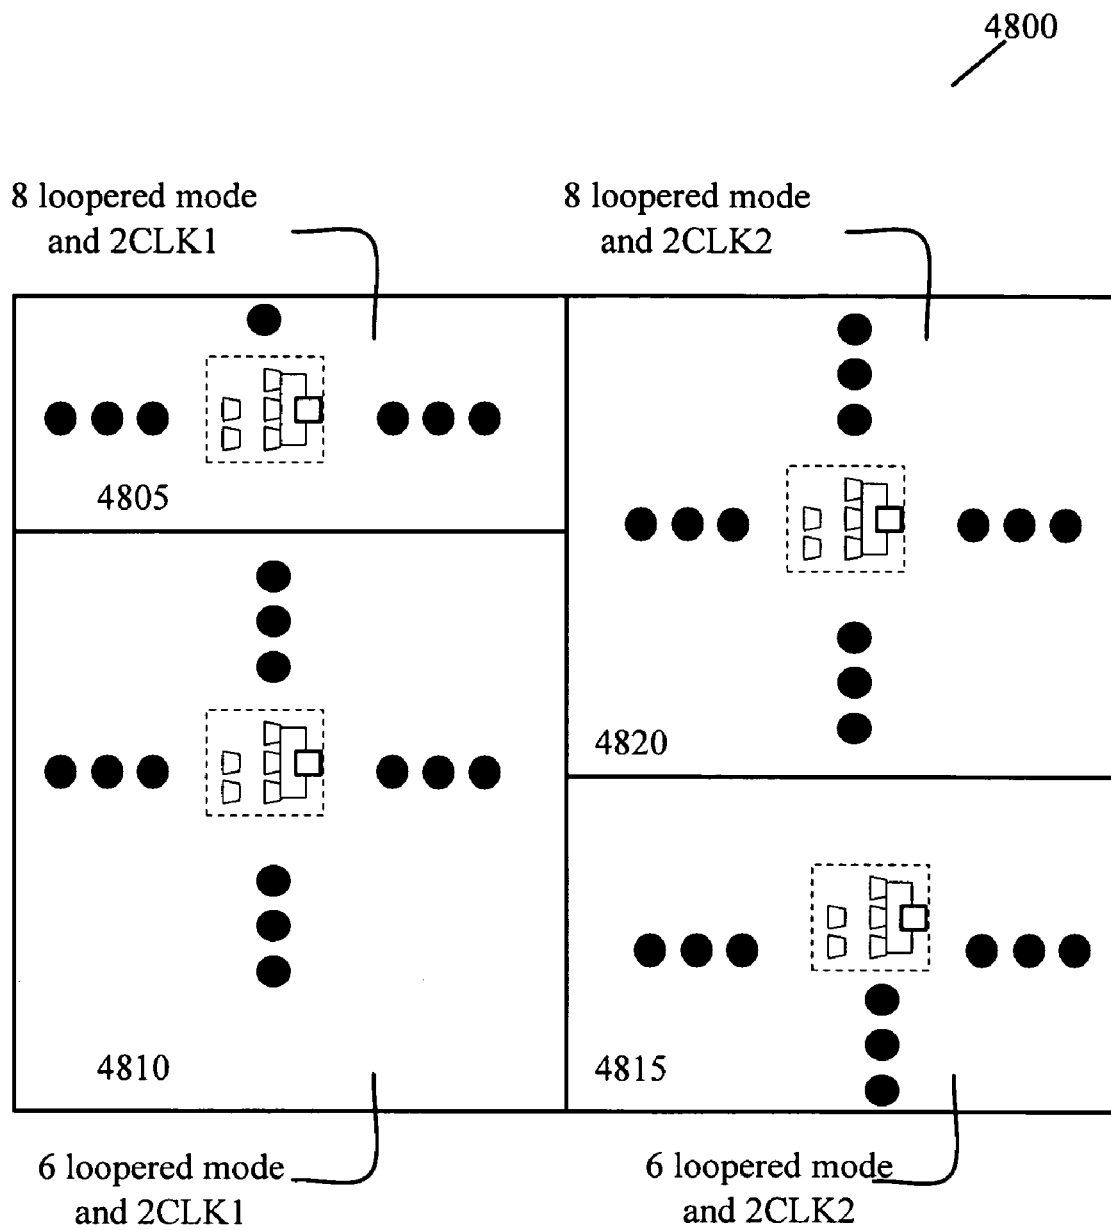 4800
8 loopered mode
and 2CLK1
8 loopered mode
and 2CLK2
4805
4820
4810
4815
6 loopered mode
and 2CLK1
6 loopered mode
and 2CLK2